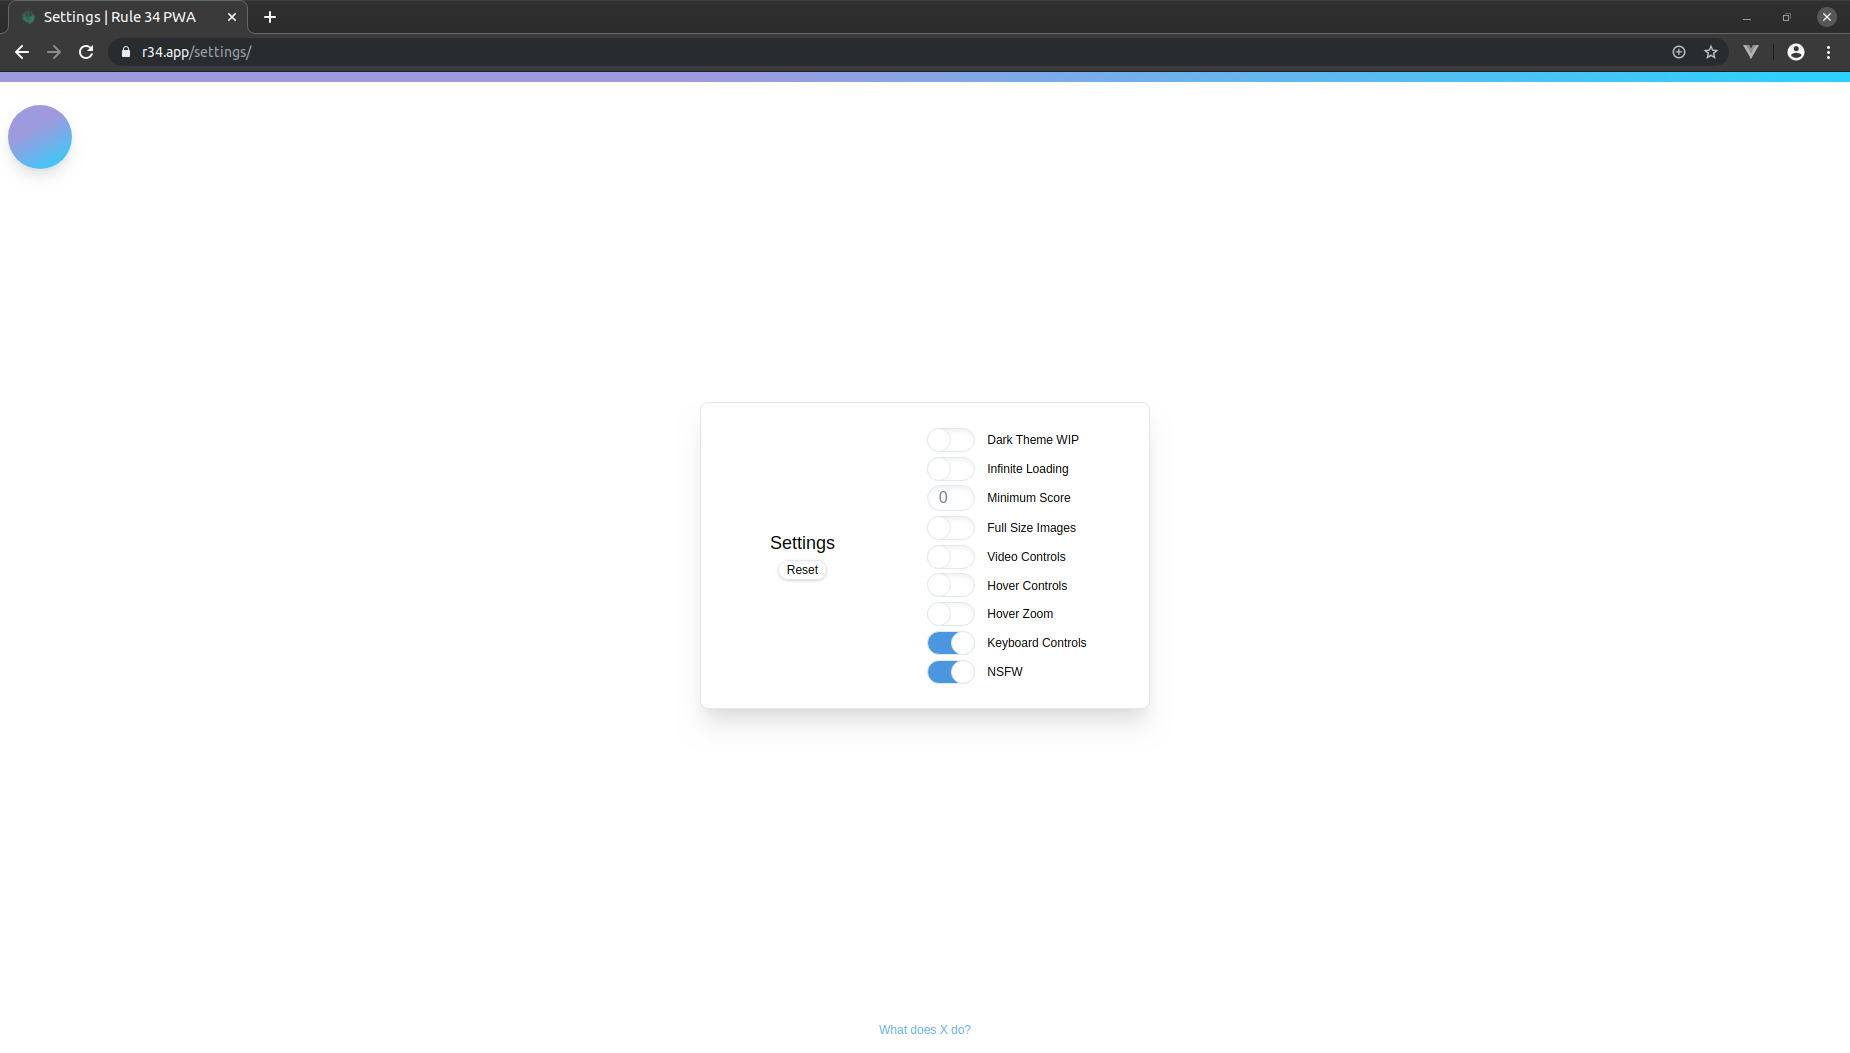 Settings | Rule 34 PWA
r34.app/settings/
Dark Theme WIP
Infinite Loading
0 Minimum Score
Full Size Images
Settings
Video Controls
Reset
Hover Controls
Hover Zoom
Keyboard Controls
NSFW
What does X do?